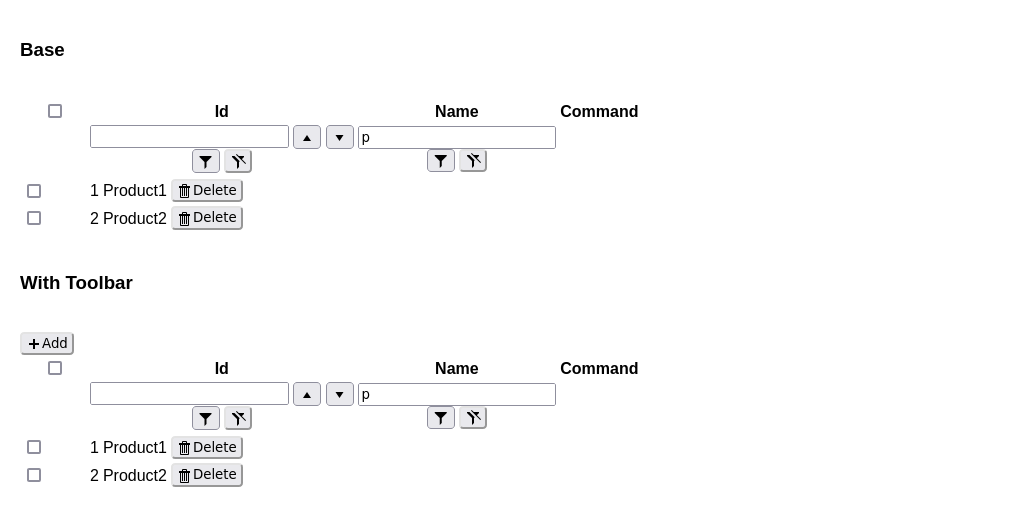 Base
Id Name Command
p
1 Product1 Delete
2 Product2 Delete
With Toolbar
Add
Id Name Command
p
1 Product1 Delete
2 Product2 Delete